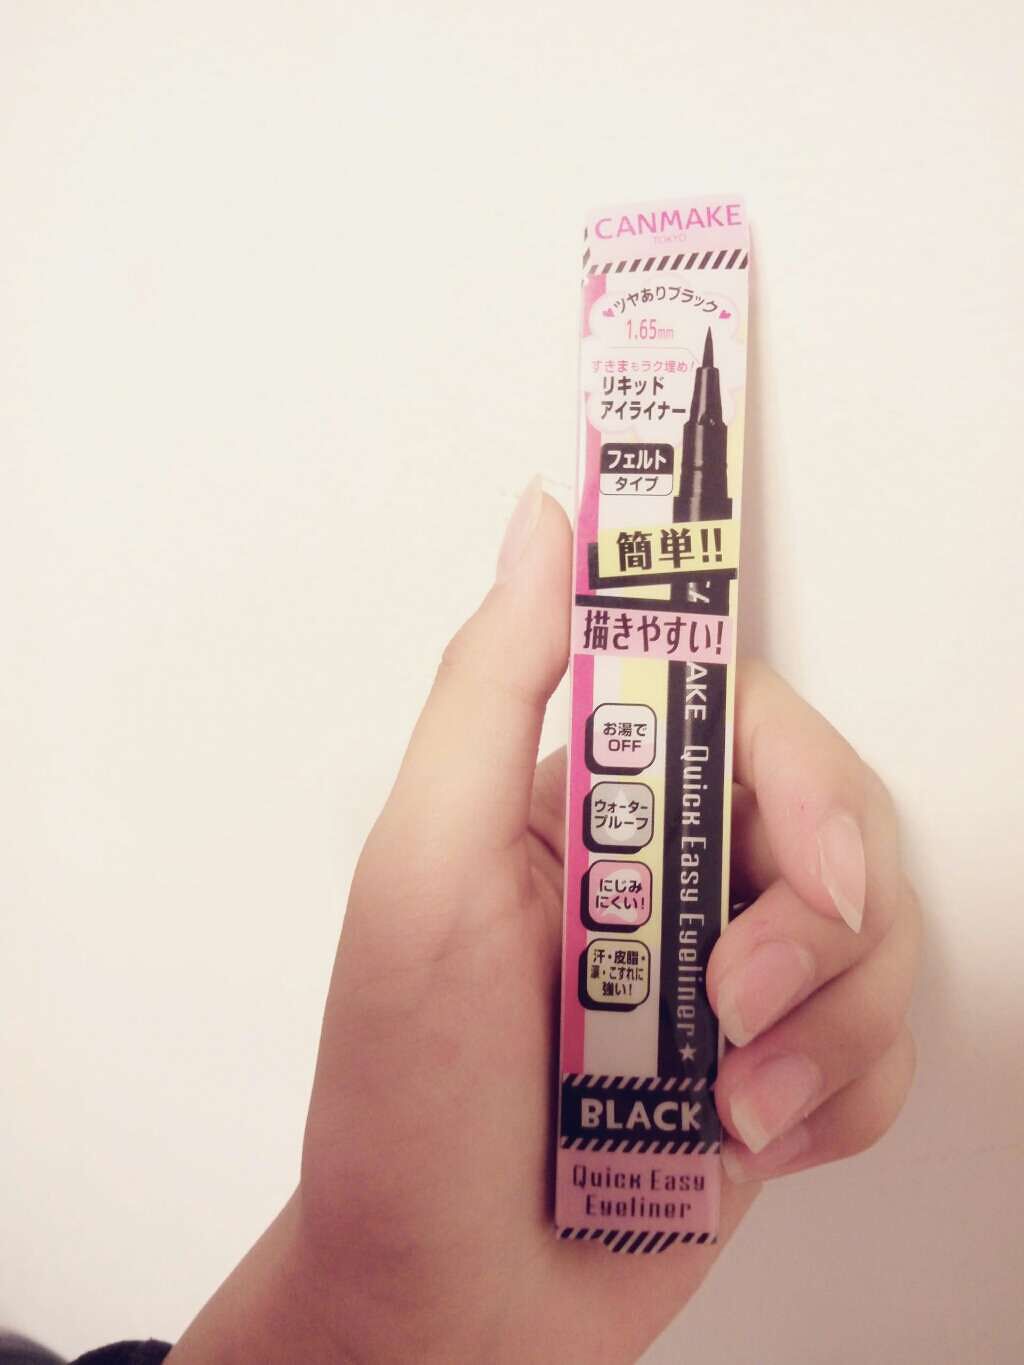 CANMAKE
TOKYO
ツヤありブラック
1.65mm
すきまもラク埋め!
リキッド
アイライナー
フェルト
タイプ
簡単!!
描きやすい!
AKE Quick Easy Eyeliner★
お湯で
OFF
ウォーター
プルーフ
にじみ
にくい!
汗・皮脂・
涙・こすれに
強い!
BLACK
Quick Easy
Eyeliner